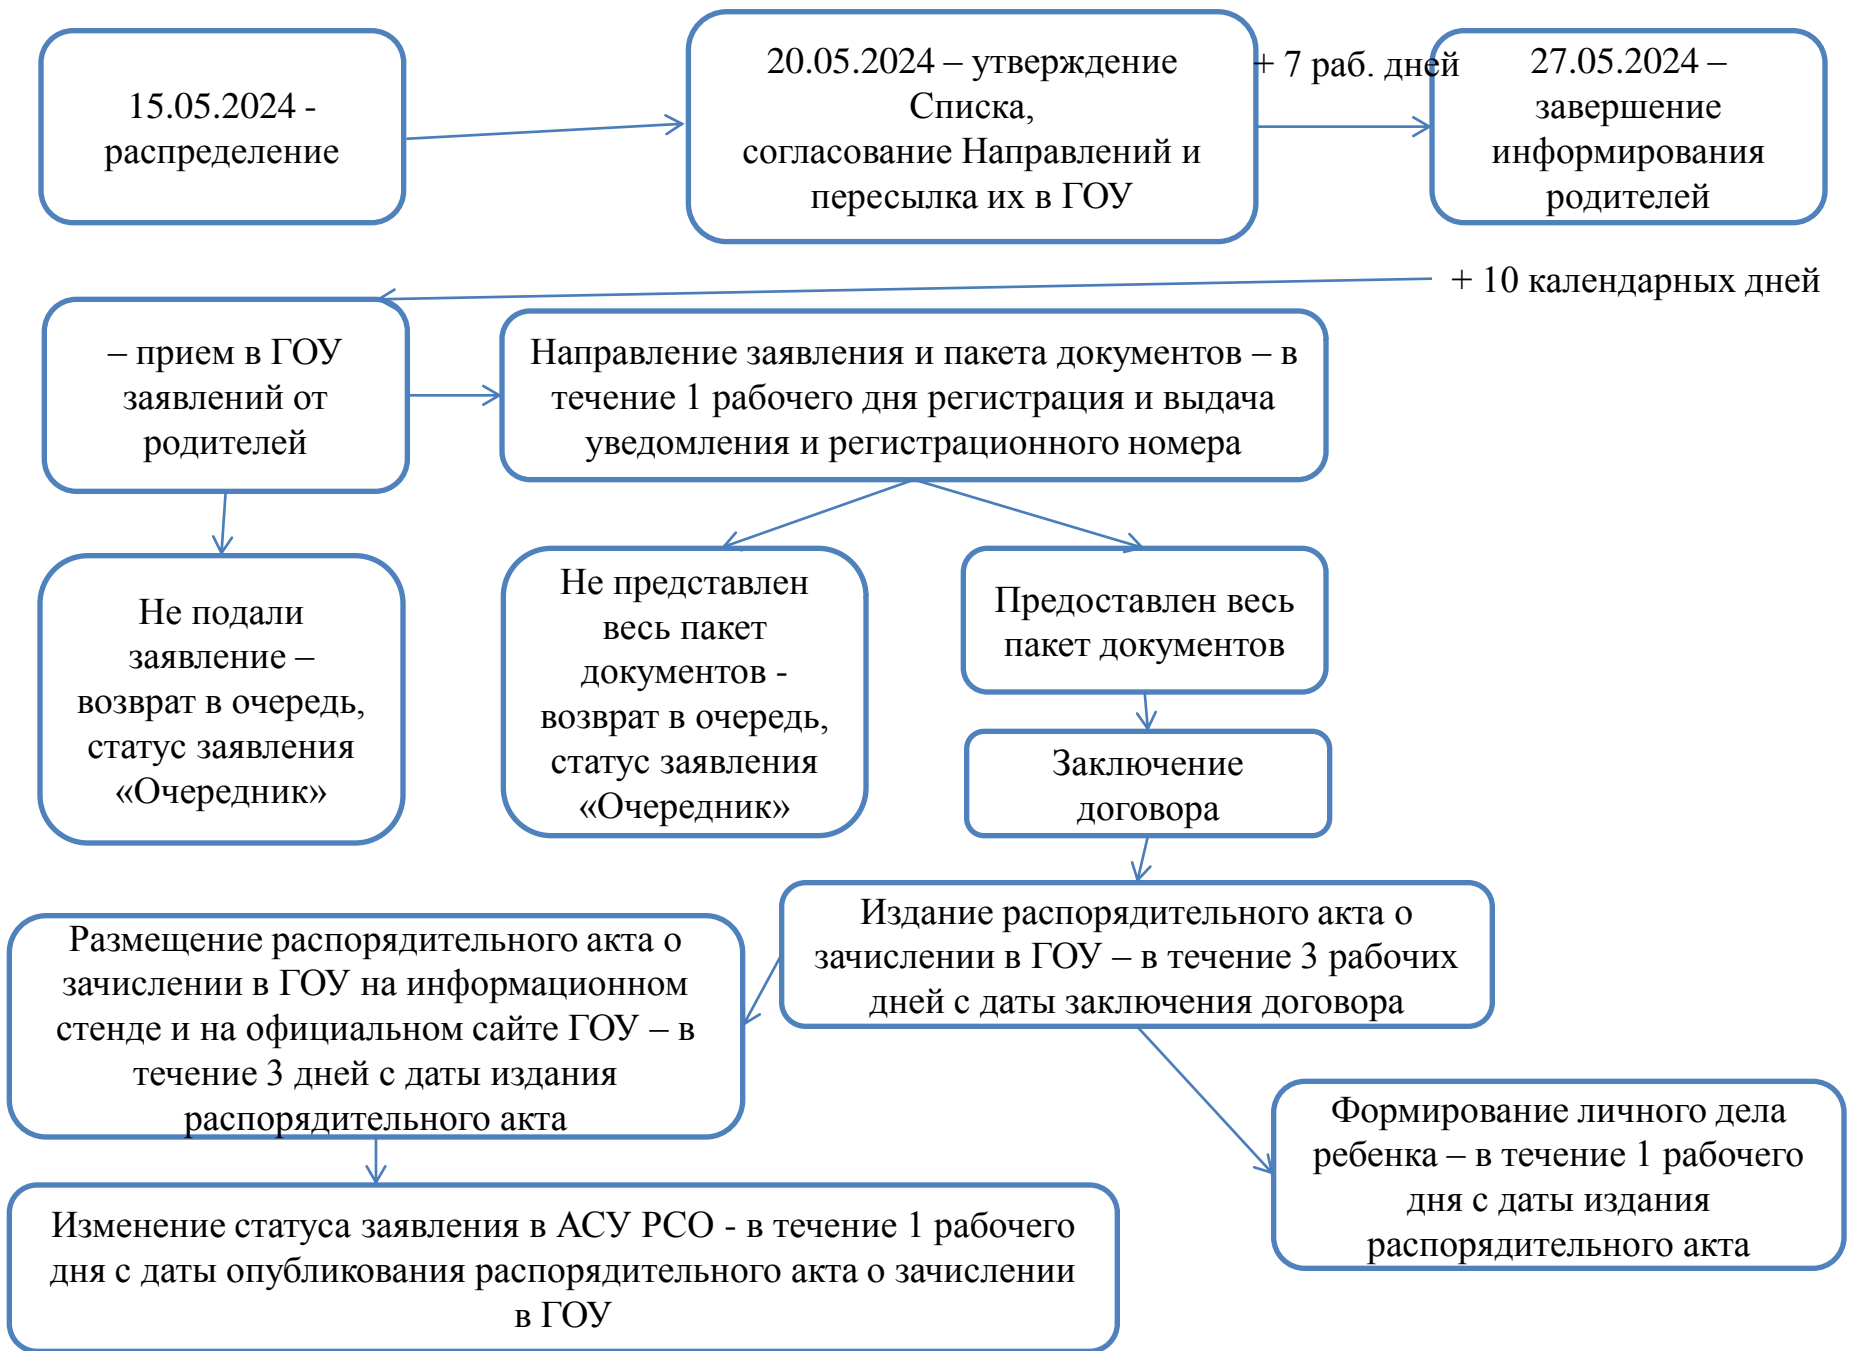 15.05.2024 -
распределение
20.05.2024 – утверждение
Списка,
согласование Направлений и
пересылка их в ГОУ
+ 7 раб. дней
27.05.2024 –
завершение
информирования
родителей
+ 10 календарных дней
– прием в ГОУ
заявлений от
родителей
Направление заявления и пакета документов – в
течение 1 рабочего дня регистрация и выдача
уведомления и регистрационного номера
Не подали
заявление –
возврат в очередь,
статус заявления
«Очередник»
Не представлен
весь пакет
документов -
возврат в очередь,
статус заявления
«Очередник»
Предоставлен весь
пакет документов
Заключение
договора
Издание распорядительного акта о
зачислении в ГОУ – в течение 3 рабочих
дней с даты заключения договора
Размещение распорядительного акта о
зачислении в ГОУ на информационном
стенде и на официальном сайте ГОУ – в
течение 3 дней с даты издания
распорядительного акта
Формирование личного дела
ребенка – в течение 1 рабочего
дня с даты издания
распорядительного акта
Изменение статуса заявления в АСУ РСО - в течение 1 рабочего
дня с даты опубликования распорядительного акта о зачислении
в ГОУ